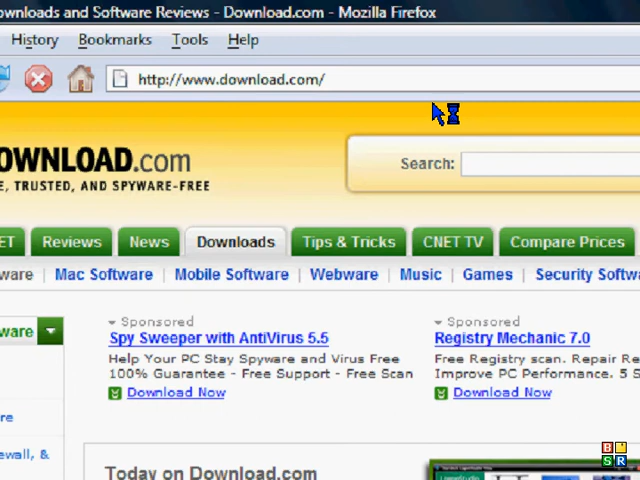 ownloads and Software Reviews - Download.com - Mozilla Firefox
History Bookmarks Tools Help
http://www.download.com/
OWNLOAD.com
E, TRUSTED, AND SPYWARE-FREE
Search:
ET Reviews News Downloads Tips & Tricks CNET TV Compare Prices
ware | Mac Software | Mobile Software | Webware | Music | Games | Security Softwa
ware
Sponsored
Spy Sweeper with AntiVirus 5.5
Help Your PC Stay Spyware and Virus Free
100% Guarantee - Free Support - Free Scan
Download Now
Sponsored
Registry Mechanic 7.0
Free Registry scan. Repair Re
Improve PC Performance. 5 S
Download Now
re
ewall, &
Today on Download.com
B
S R